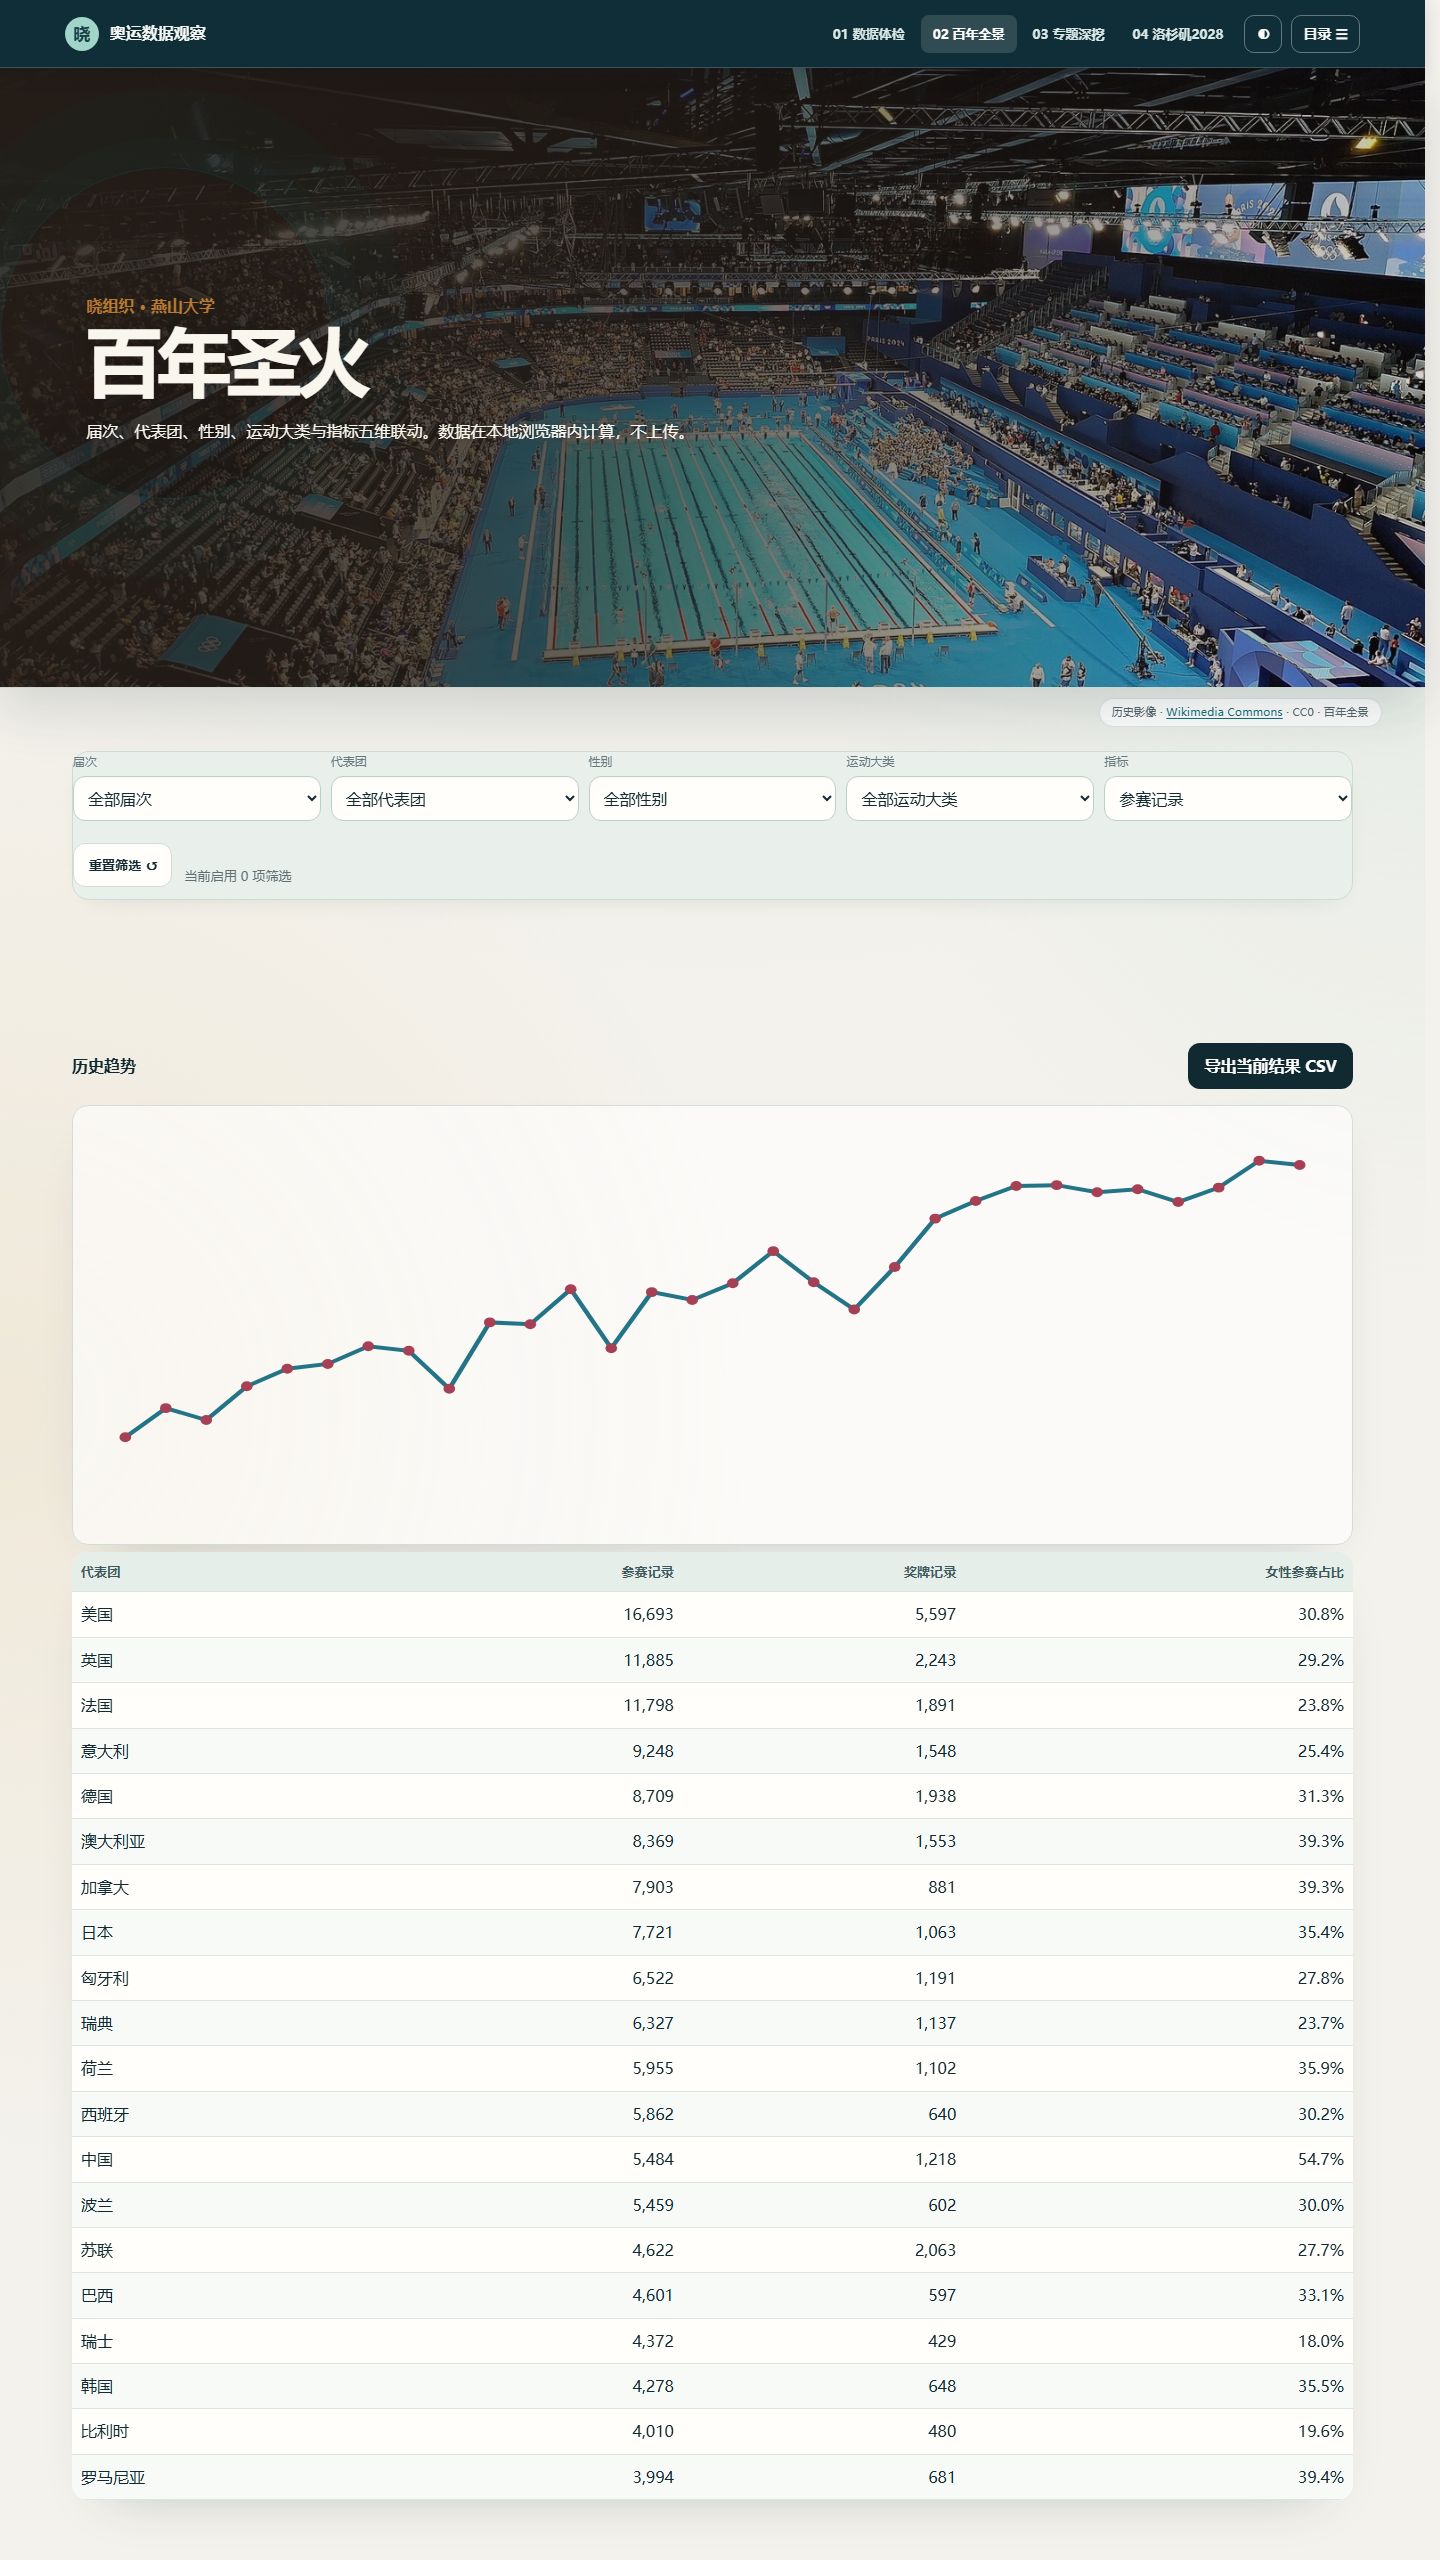 晓 奥运数据观察
01 数据体检 02 百年全景 03 专题深挖 04 洛杉矶2028 目录 ☰
PARIS 2024
晓组织 • 燕山大学
百年圣火
届次、代表团、性别、运动大类与指标五维联动。数据在本地浏览器内计算，不上传。
历史影像 · Wikimedia Commons · CC0 · 百年全景
届次 代表团 性别 运动大类 指标
全部届次 全部代表团 全部性别 全部运动大类 参赛记录
重置筛选 ↺ 当前启用 0 项筛选
历史趋势 导出当前结果 CSV
代表团 参赛记录 奖牌记录 女性参赛占比
美国 16,693 5,597 30.8%
英国 11,885 2,243 29.2%
法国 11,798 1,891 23.8%
意大利 9,248 1,548 25.4%
德国 8,709 1,938 31.3%
澳大利亚 8,369 1,553 39.3%
加拿大 7,903 881 39.3%
日本 7,721 1,063 35.4%
匈牙利 6,522 1,191 27.8%
瑞典 6,327 1,137 23.7%
荷兰 5,955 1,102 35.9%
西班牙 5,862 640 30.2%
中国 5,484 1,218 54.7%
波兰 5,459 602 30.0%
苏联 4,622 2,063 27.7%
巴西 4,601 597 33.1%
瑞士 4,372 429 18.0%
韩国 4,278 648 35.5%
比利时 4,010 480 19.6%
罗马尼亚 3,994 681 39.4%